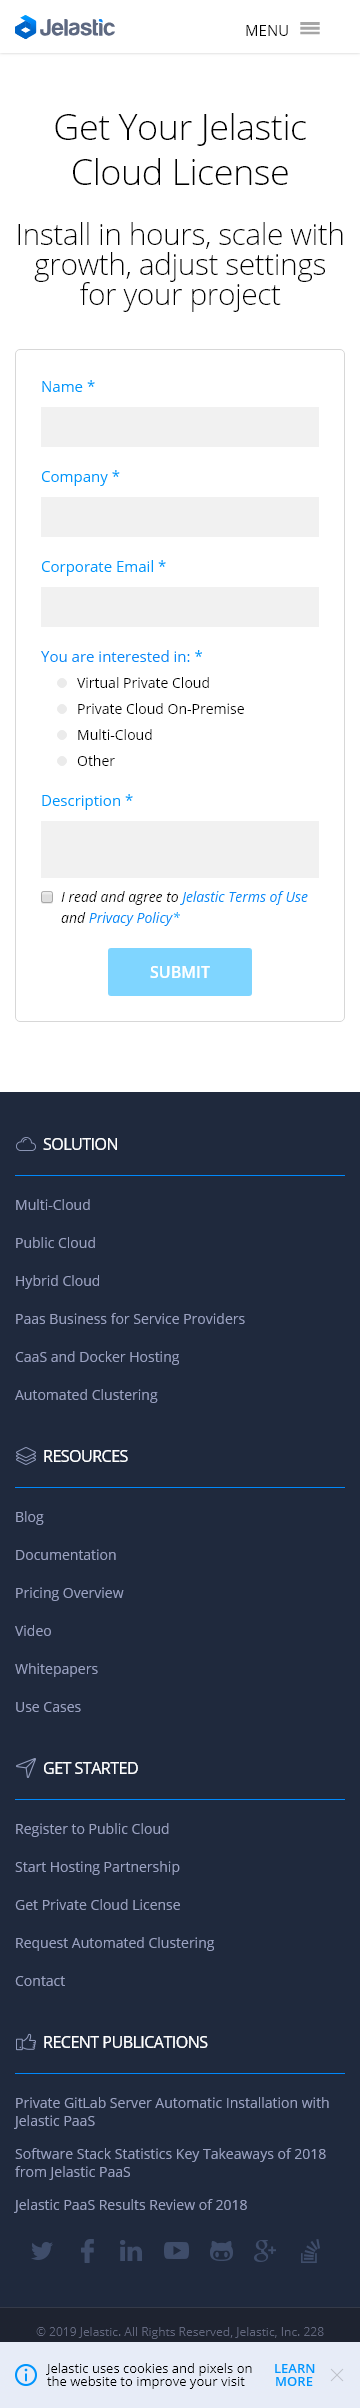 Jelastic
MENU
Get Your Jelastic
Cloud License
Install in hours, scale with
growth, adjust settings
for your project
Name *
Company *
Corporate Email *
You are interested in: *
Virtual Private Cloud
Private Cloud On-Premise
Multi-Cloud
Other
Description *
I read and agree to Jelastic Terms of Use
and Privacy Policy*
SUBMIT
SOLUTION
Multi-Cloud
Public Cloud
Hybrid Cloud
Paas Business for Service Providers
CaaS and Docker Hosting
Automated Clustering
RESOURCES
Blog
Documentation
Pricing Overview
Video
Whitepapers
Use Cases
GET STARTED
Register to Public Cloud
Start Hosting Partnership
Get Private Cloud License
Request Automated Clustering
Contact
RECENT PUBLICATIONS
Private GitLab Server Automatic Installation with
Jelastic PaaS
Software Stack Statistics Key Takeaways of 2018
from Jelastic PaaS
Jelastic PaaS Results Review of 2018
© 2019 Jelastic. All Rights Reserved, Jelastic, Inc. 228
Jelastic uses cookies and pixels on
the website to improve your visit
LEARN
MORE